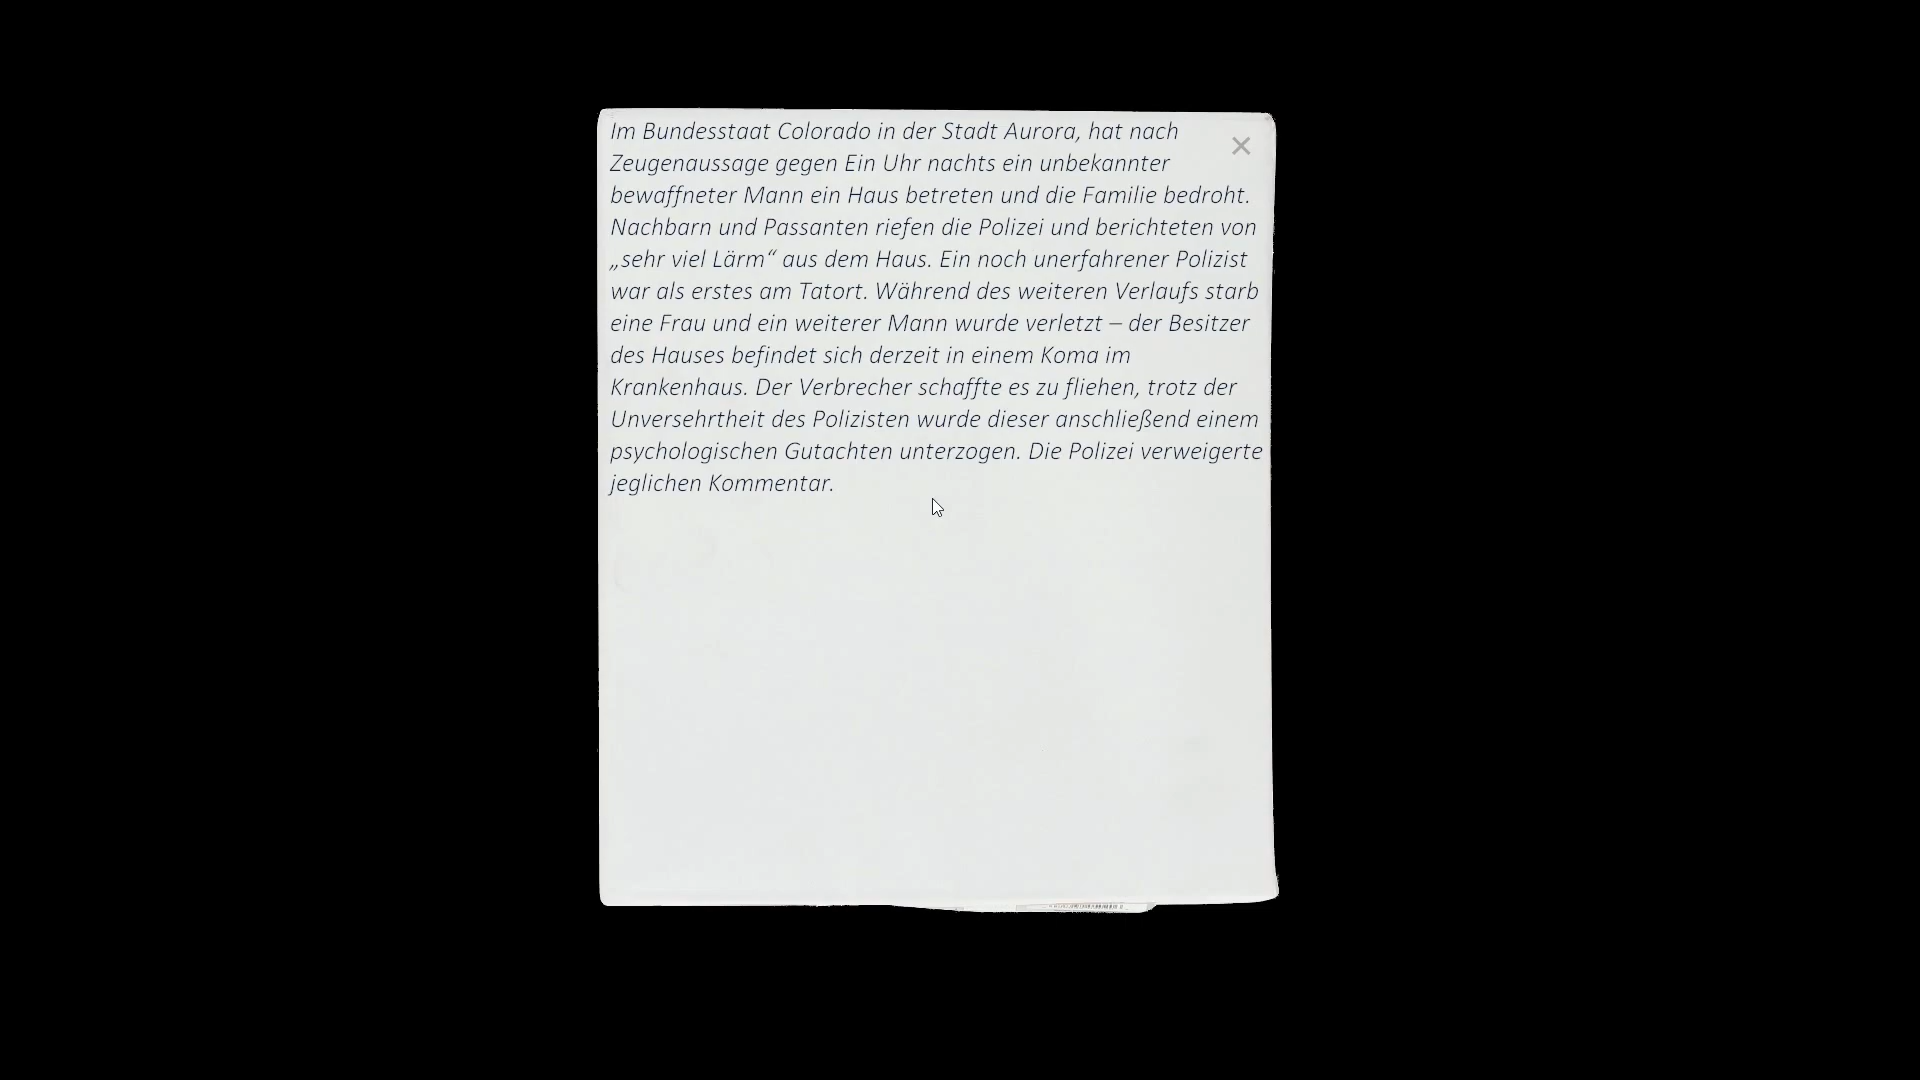 Im Bundesstaat Colorado in der Stadt Aurora, hat nach
Zeugenaussage gegen Ein Uhr nachts ein unbekannter
bewaffneter Mann ein Haus betreten und die Familie bedroht.
Nachbarn und Passanten riefen die Polizei und berichteten von
„sehr viel Lärm“ aus dem Haus. Ein noch unerfahrener Polizist
war als erstes am Tatort. Während des weiteren Verlaufs starb
eine Frau und ein weiterer Mann wurde verletzt – der Besitzer
des Hauses befindet sich derzeit in einem Koma im
Krankenhaus. Der Verbrecher schaffte es zu fliehen, trotz der
Unversehrtheit des Polizisten wurde dieser anschließend einem
psychologischen Gutachten unterzogen. Die Polizei verweigerte
jeglichen Kommentar.